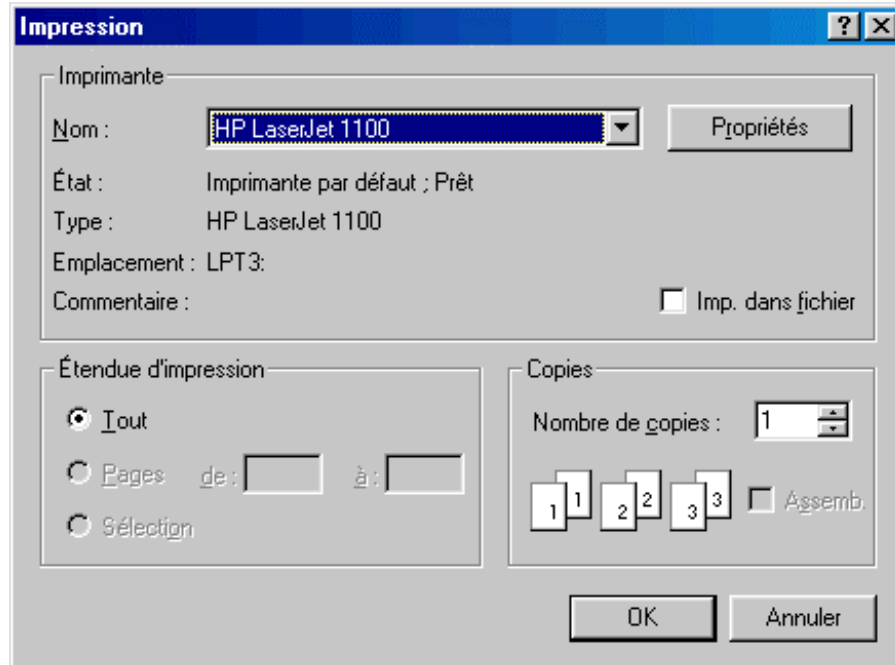 Impression
Imprimante
Nom : HP LaserJet 1100 Propriétés
État : Imprimante par défaut ; Prêt
Type : HP LaserJet 1100
Emplacement : LPT3:
Commentaire : Imp. dans fichier
Étendue d'impression
Tout
Pages de : à :
Sélection
Copies
Nombre de copies : 1
1 1 2 2 3 3 Assemb.
OK Annuler